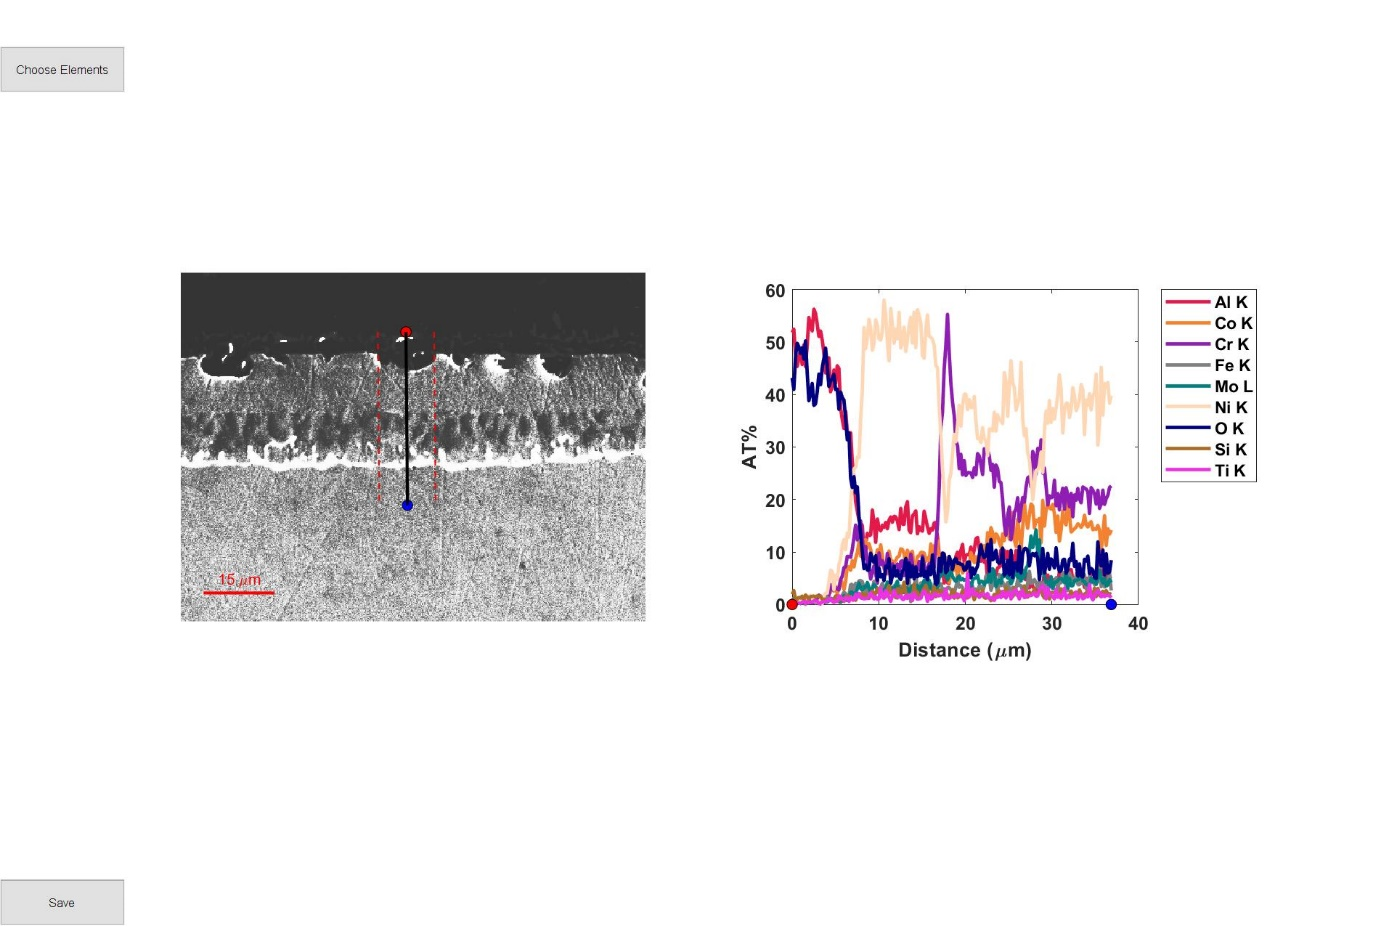 Choose Elements
15 μm
60
50
40
30
20
10
0
AT%
0 10 20 30 40
Distance (μm)
Al K
Co K
Cr K
Fe K
Mo L
Ni K
O K
Si K
Ti K
Save